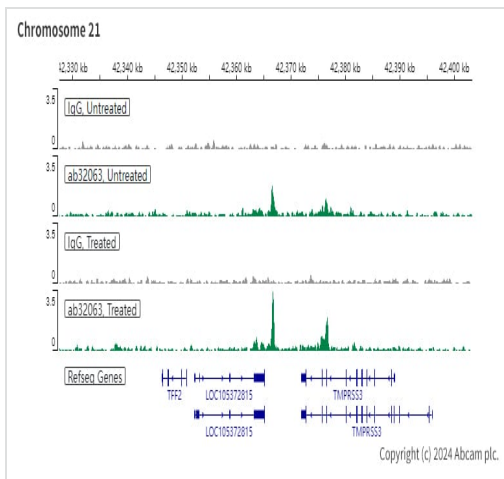 Chromosome 21
42,330 kb 42,340 kb 42,350 kb 42,360 kb 42,370 kb 42,380 kb 42,390 kb 42,400 kb
3.5
IgG, Untreated
0
3.5
ab32063, Untreated
0
3.5
IgG, Treated
0
3.5
ab32063, Treated
0
Refseq Genes
TFF2 LOC105372815 TMPRSS3
LOC105372815 TMPRSS3
Copyright (c) 2024 Abcam plc.